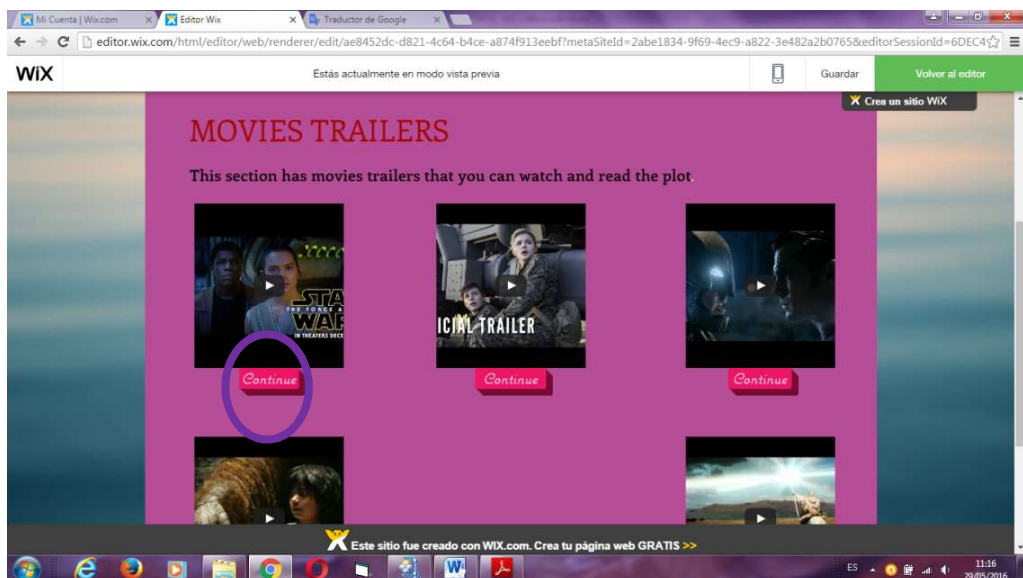 Mi Cuenta | Wix.com
Editor Wix
Traductor de Google
editor.wix.com/html/editor/web/renderer/edit/ae8452dc-d821-4c64-b4ce-a874f913eebf?metaSiteId=2abe1834-9f69-4ec9-a822-3e482a2b0765&editorSessionId=6DEC4
WiX
Estás actualmente en modo vista previa
Guardar
Volver al editor
Crea un sitio WiX
MOVIES TRAILERS
This section has movies trailers that you can watch and read the plot.
STA
THE FORCE A
WAR
IN THEATERS DECE
ICIAL TRAILER
Continue
Continue
Continue
Este sitio fue creado con WIX.com. Crea tu página web GRATIS >>
ES
11:16
29/05/2016